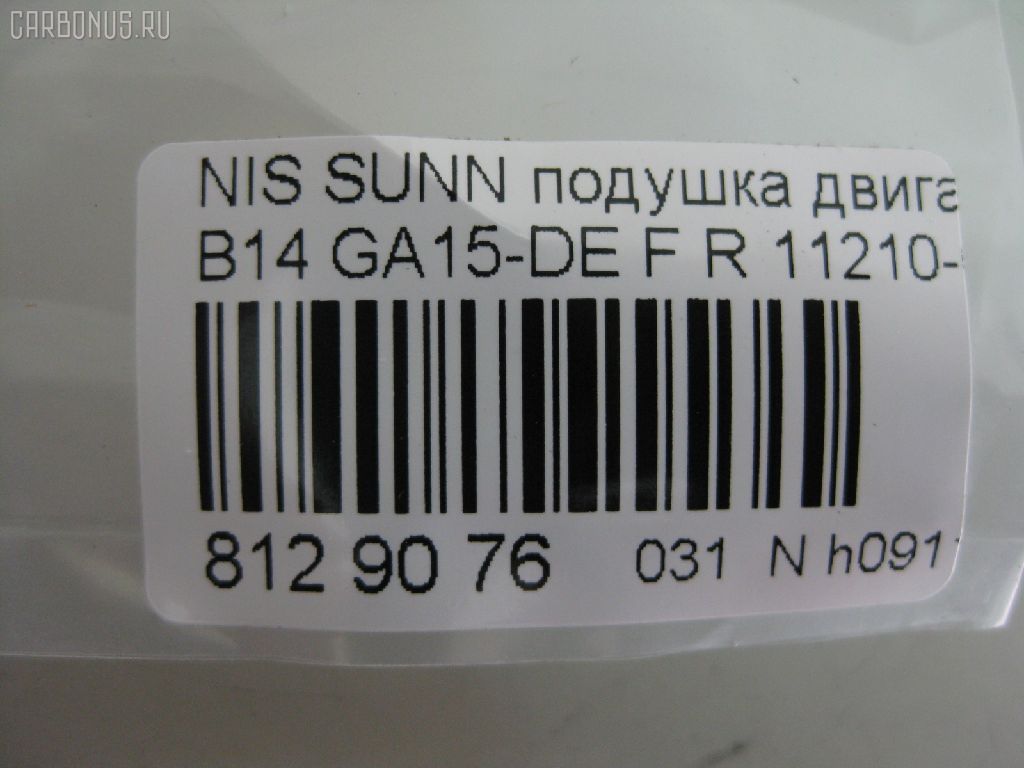 CARBONUS.RU
NIS SUNN подушка двига
B14 GA15-DE F R 11210-
812 90 76 031 N h091